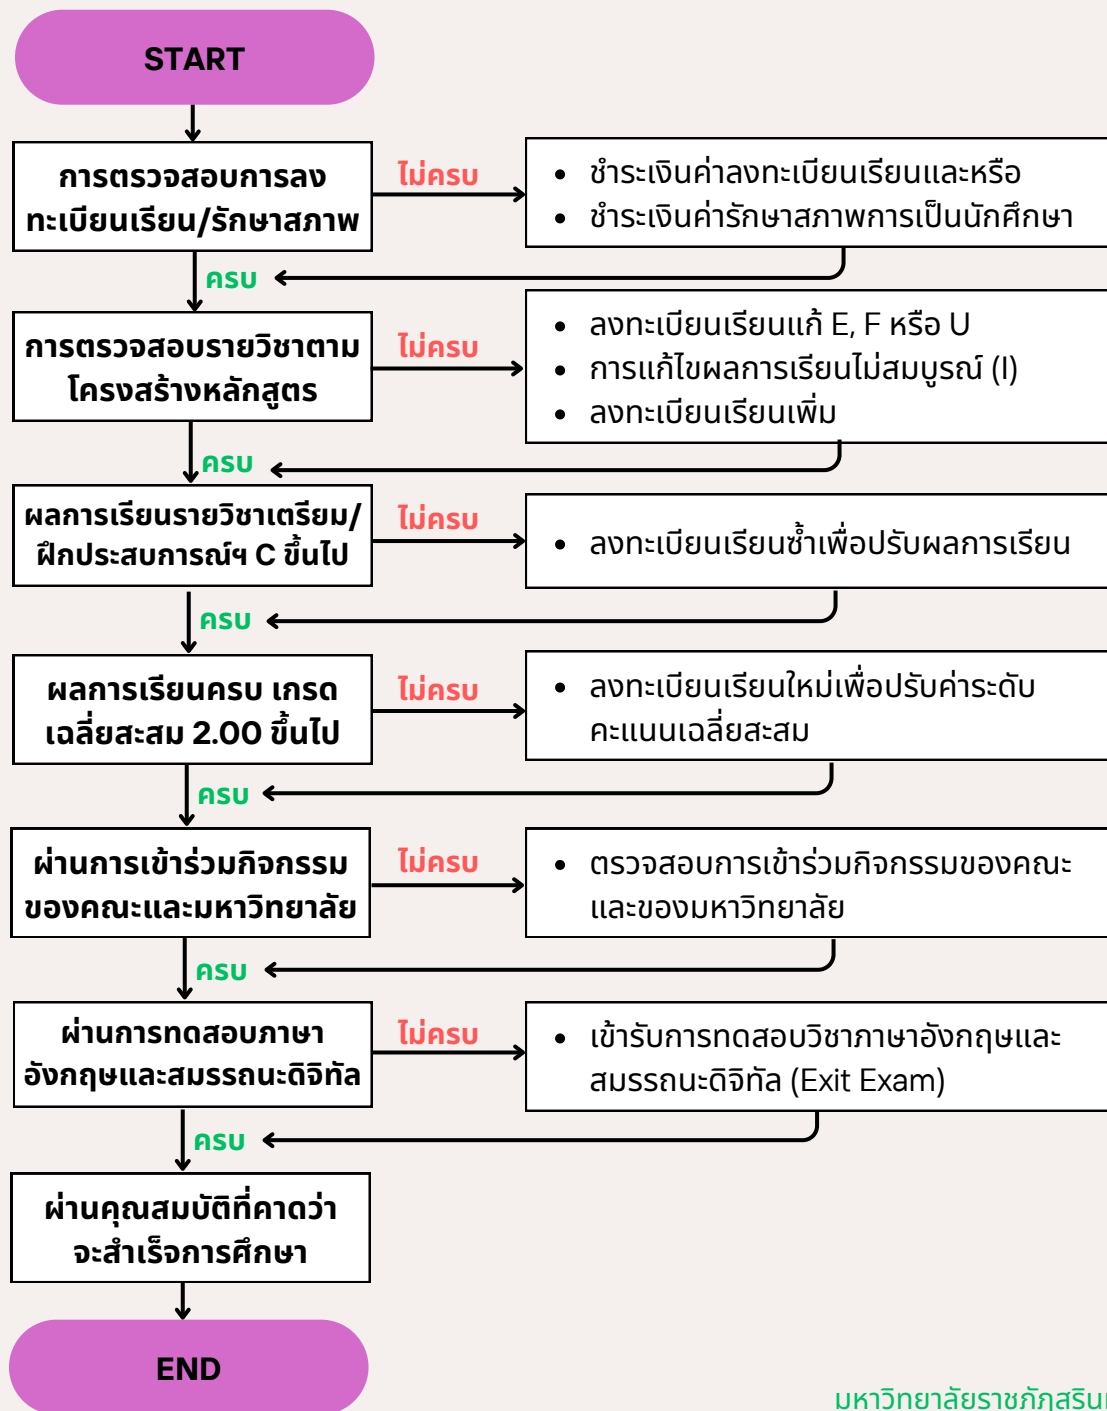 START
การตรวจสอบการลง
ทะเบียนเรียน/รักษาสภาพ
ไม่ครบ
• ชำระเงินค่าลงทะเบียนเรียนและหรือ
• ชำระเงินค่ารักษาสภาพการเป็นนักศึกษา
ครบ
การตรวจสอบรายวิชาตาม
โครงสร้างหลักสูตร
ไม่ครบ
• ลงทะเบียนเรียนแก้ E, F หรือ U
• การแก้ไขผลการเรียนไม่สมบูรณ์ (I)
• ลงทะเบียนเรียนเพิ่ม
ครบ
ผลการเรียนรายวิชาเตรียม/
ฝึกประสบการณ์ฯ C ขึ้นไป
ไม่ครบ
• ลงทะเบียนเรียนซ้ำเพื่อปรับผลการเรียน
ครบ
ผลการเรียนครบ เกรด
เฉลี่ยสะสม 2.00 ขึ้นไป
ไม่ครบ
• ลงทะเบียนเรียนใหม่เพื่อปรับค่าระดับ
คะแนนเฉลี่ยสะสม
ครบ
ผ่านการเข้าร่วมกิจกรรม
ของคณะและมหาวิทยาลัย
ไม่ครบ
• ตรวจสอบการเข้าร่วมกิจกรรมของคณะ
และของมหาวิทยาลัย
ครบ
ผ่านการทดสอบภาษา
อังกฤษและสมรรถนะดิจิทัล
ไม่ครบ
• เข้ารับการทดสอบวิชาภาษาอังกฤษและ
สมรรถนะดิจิทัล (Exit Exam)
ครบ
ผ่านคุณสมบัติที่คาดว่า
จะสำเร็จการศึกษา
END